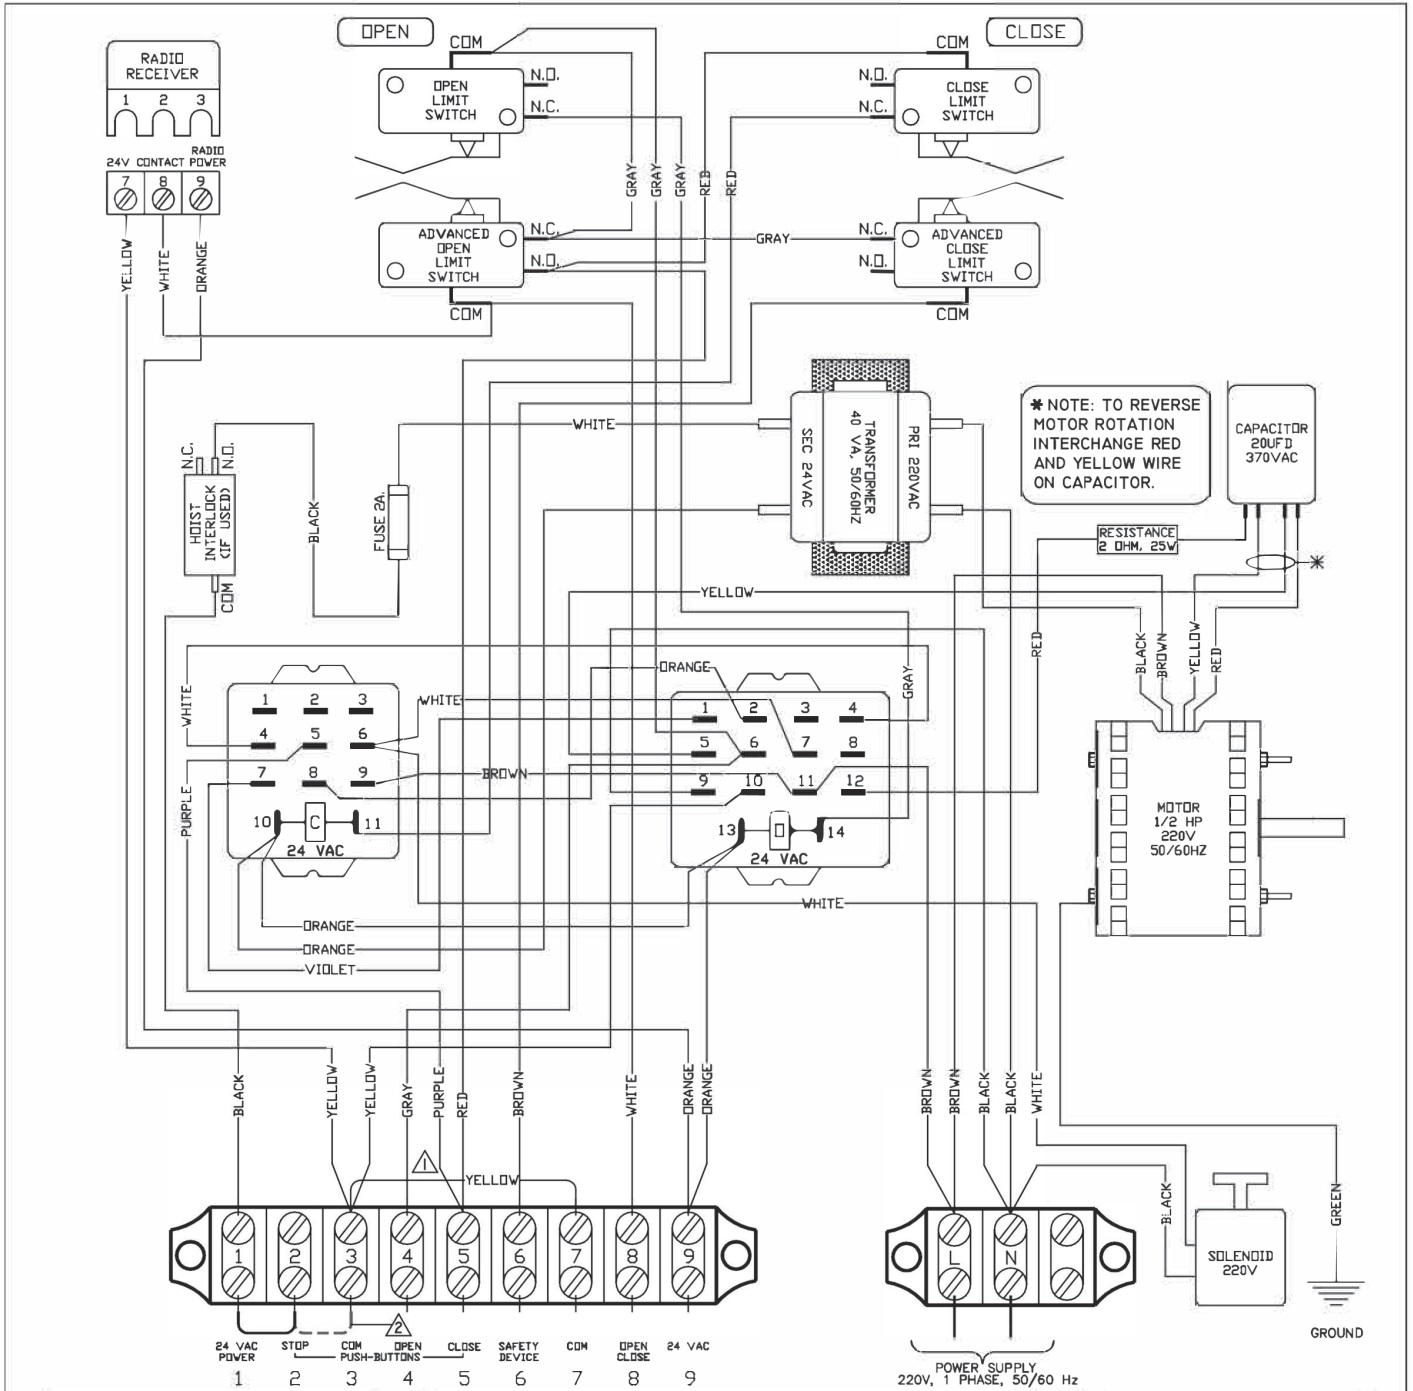 OPEN
CLOSE
RADIO
RECEIVER
1 2 3
RADIO
24V CONTACT POWER
7 8 9
YELLOW
WHITE
ORANGE
COM
N.O.
N.C.
OPEN
LIMIT
SWITCH
COM
N.O.
N.C.
CLOSE
LIMIT
SWITCH
GRAY
GRAY
GRAY
RED
RED
ADVANCED
OPEN
LIMIT
SWITCH
N.C.
N.O.
COM
GRAY
N.C.
N.O.
ADVANCED
CLOSE
LIMIT
SWITCH
COM
WHITE
SEC 24VAC
TRANSFORMER
40 VA, 50/60HZ
PRI 220VAC
* NOTE: TO REVERSE
MOTOR ROTATION
INTERCHANGE RED
AND YELLOW WIRE
ON CAPACITOR.
CAPACITOR
20UFD
370VAC
RESISTANCE
2 OHM, 25W
*
N.C.
N.O.
HOIST
INTERLOCK
(IF USED)
COM
BLACK
FUSE 2A.
YELLOW
RED
BLACK
BROWN
YELLOW
RED
WHITE
ORANGE
GRAY
WHITE
1 2 3
4 5 6
7 8 9
10 C 11
24 VAC
BROWN
PURPLE
1 2 3 4
5 6 7 8
9 10 11 12
13 O 14
24 VAC
MOTOR
1/2 HP
220V
50/60HZ
WHITE
ORANGE
ORANGE
VIOLET
BLACK
YELLOW
YELLOW
GRAY
PURPLE
RED
BROWN
WHITE
ORANGE
ORANGE
BROWN
BROWN
BLACK
BLACK
WHITE
1
YELLOW
BLACK
GREEN
1 2 3 4 5 6 7 8 9
L N
SOLENOID
220V
GROUND
2
24 VAC
POWER
STOP
COM
OPEN
PUSH-BUTTONS
CLOSE
SAFETY
DEVICE
COM
OPEN
CLOSE
24 VAC
1 2 3 4 5 6 7 8 9
POWER SUPPLY
220V, 1 PHASE, 50/60 Hz